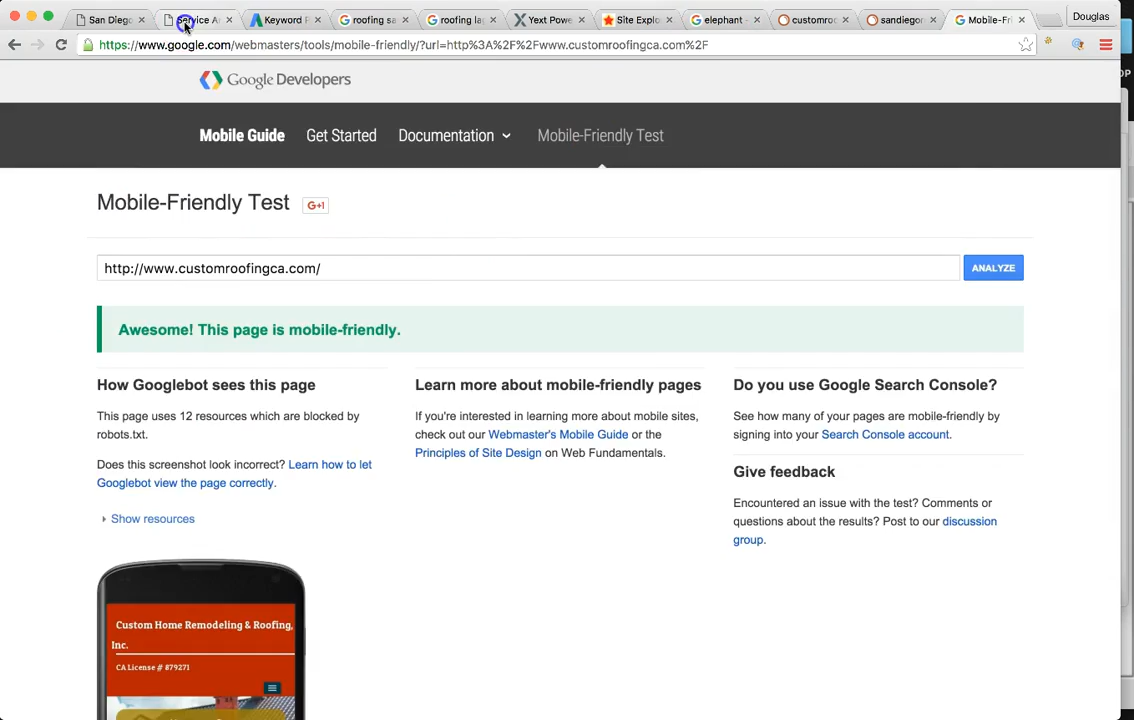 San Diego
Service Ar
Keyword P
roofing sa
roofing la
Yext Powe
Site Explo
elephant -
customroo
sandiegor
Mobile-Fri
Douglas
https://www.google.com/webmasters/tools/mobile-friendly/?url=http%3A%2F%2Fwww.customroofingca.com%2F
Google Developers
Mobile Guide
Get Started
Documentation
Mobile-Friendly Test
Mobile-Friendly Test
G+1
http://www.customroofingca.com/
ANALYZE
Awesome! This page is mobile-friendly.
How Googlebot sees this page
This page uses 12 resources which are blocked by
robots.txt.
Does this screenshot look incorrect? Learn how to let
Googlebot view the page correctly.
Show resources
Learn more about mobile-friendly pages
If you're interested in learning more about mobile sites,
check out our Webmaster's Mobile Guide or the
Principles of Site Design on Web Fundamentals.
Do you use Google Search Console?
See how many of your pages are mobile-friendly by
signing into your Search Console account.
Give feedback
Encountered an issue with the test? Comments or
questions about the results? Post to our discussion
group.
Custom Home Remodeling & Roofing,
Inc.
CA License # 879271